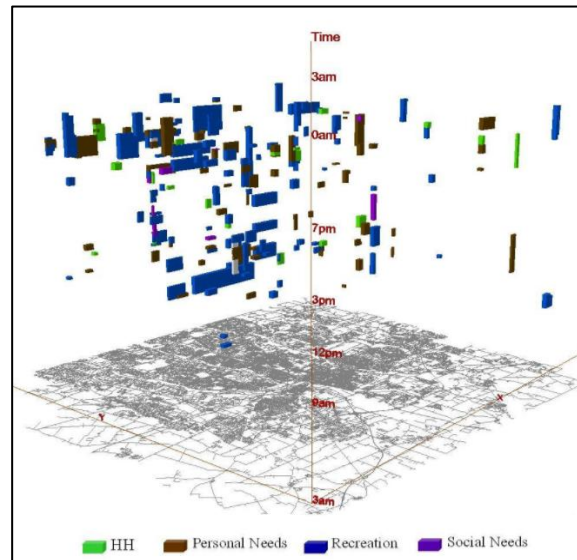 Time
3am
0am
7pm
3pm
12pm
9am
Y
X
3am
HH
Personal Needs
Recreation
Social Needs